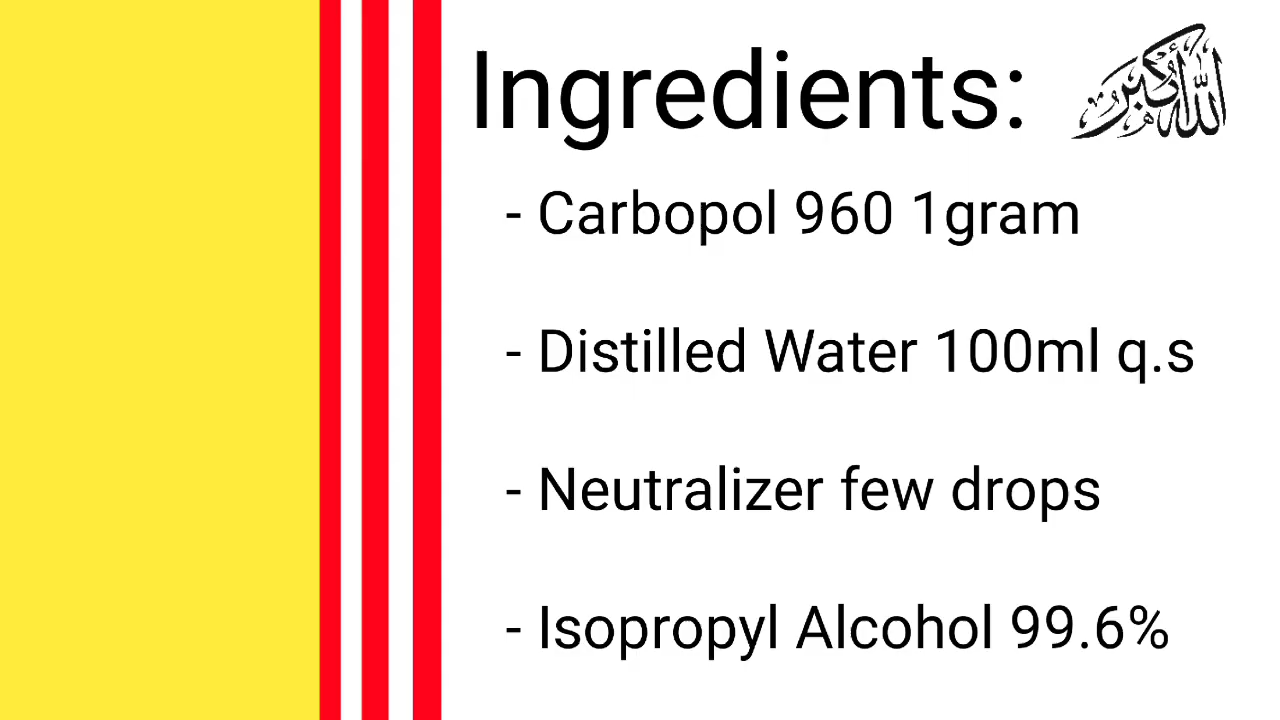 Ingredients:
الله أكبر
- Carbopol 960 1gram
- Distilled Water 100ml q.s
- Neutralizer few drops
- Isopropyl Alcohol 99.6%